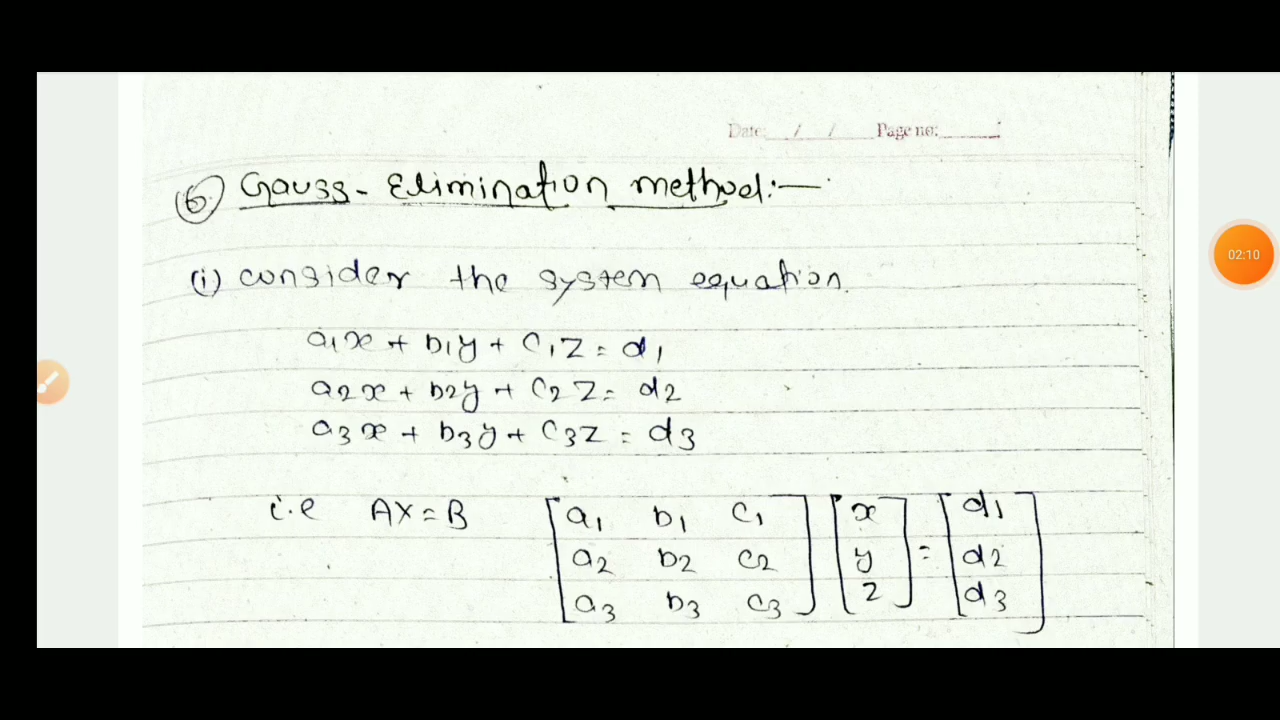 Date: / / Page no:
6. Gauss - Elimination method:-
(i) consider the system equation.
a1x + b1y + c1z = d1
a2x + b2y + c2z = d2
a3x + b3y + c3z = d3
i.e AX = B [a1 b1 c1] [x] = [d1]
[a2 b2 c2] [y] [d2]
[a3 b3 c3] [z] [d3]
02:10